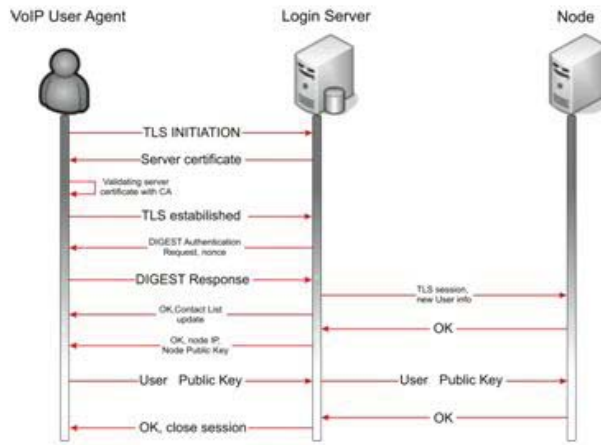 VoIP User Agent
Login Server
Node
TLS INITIATION
Server certificate
Validating server
certificate with CA
TLS estabilished
DIGEST Authentication
Request, nonce
DIGEST Response
TLS session,
new User info
OK,Contact List
update
OK
OK, node IP,
Node Public Key
User Public Key
User Public Key
OK
OK, close session